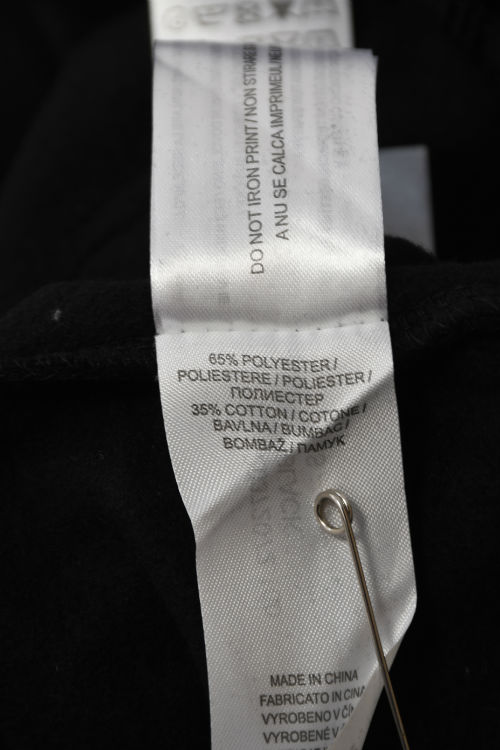 DO NOT IRON PRINT / NON STIRARE
A NU SE CALCA IMPRIMEUL
65% POLYESTER /
POLIESTERE / POLIESTER /
ПОЛИЕСТЕР
35% COTTON / COTONE /
BAVLNA / BUMBAC /
BOMBAŽ / ПАМУК
MADE IN CHINA
FABRICATO IN CINA
VYROBENO V
VYROBENÉ V